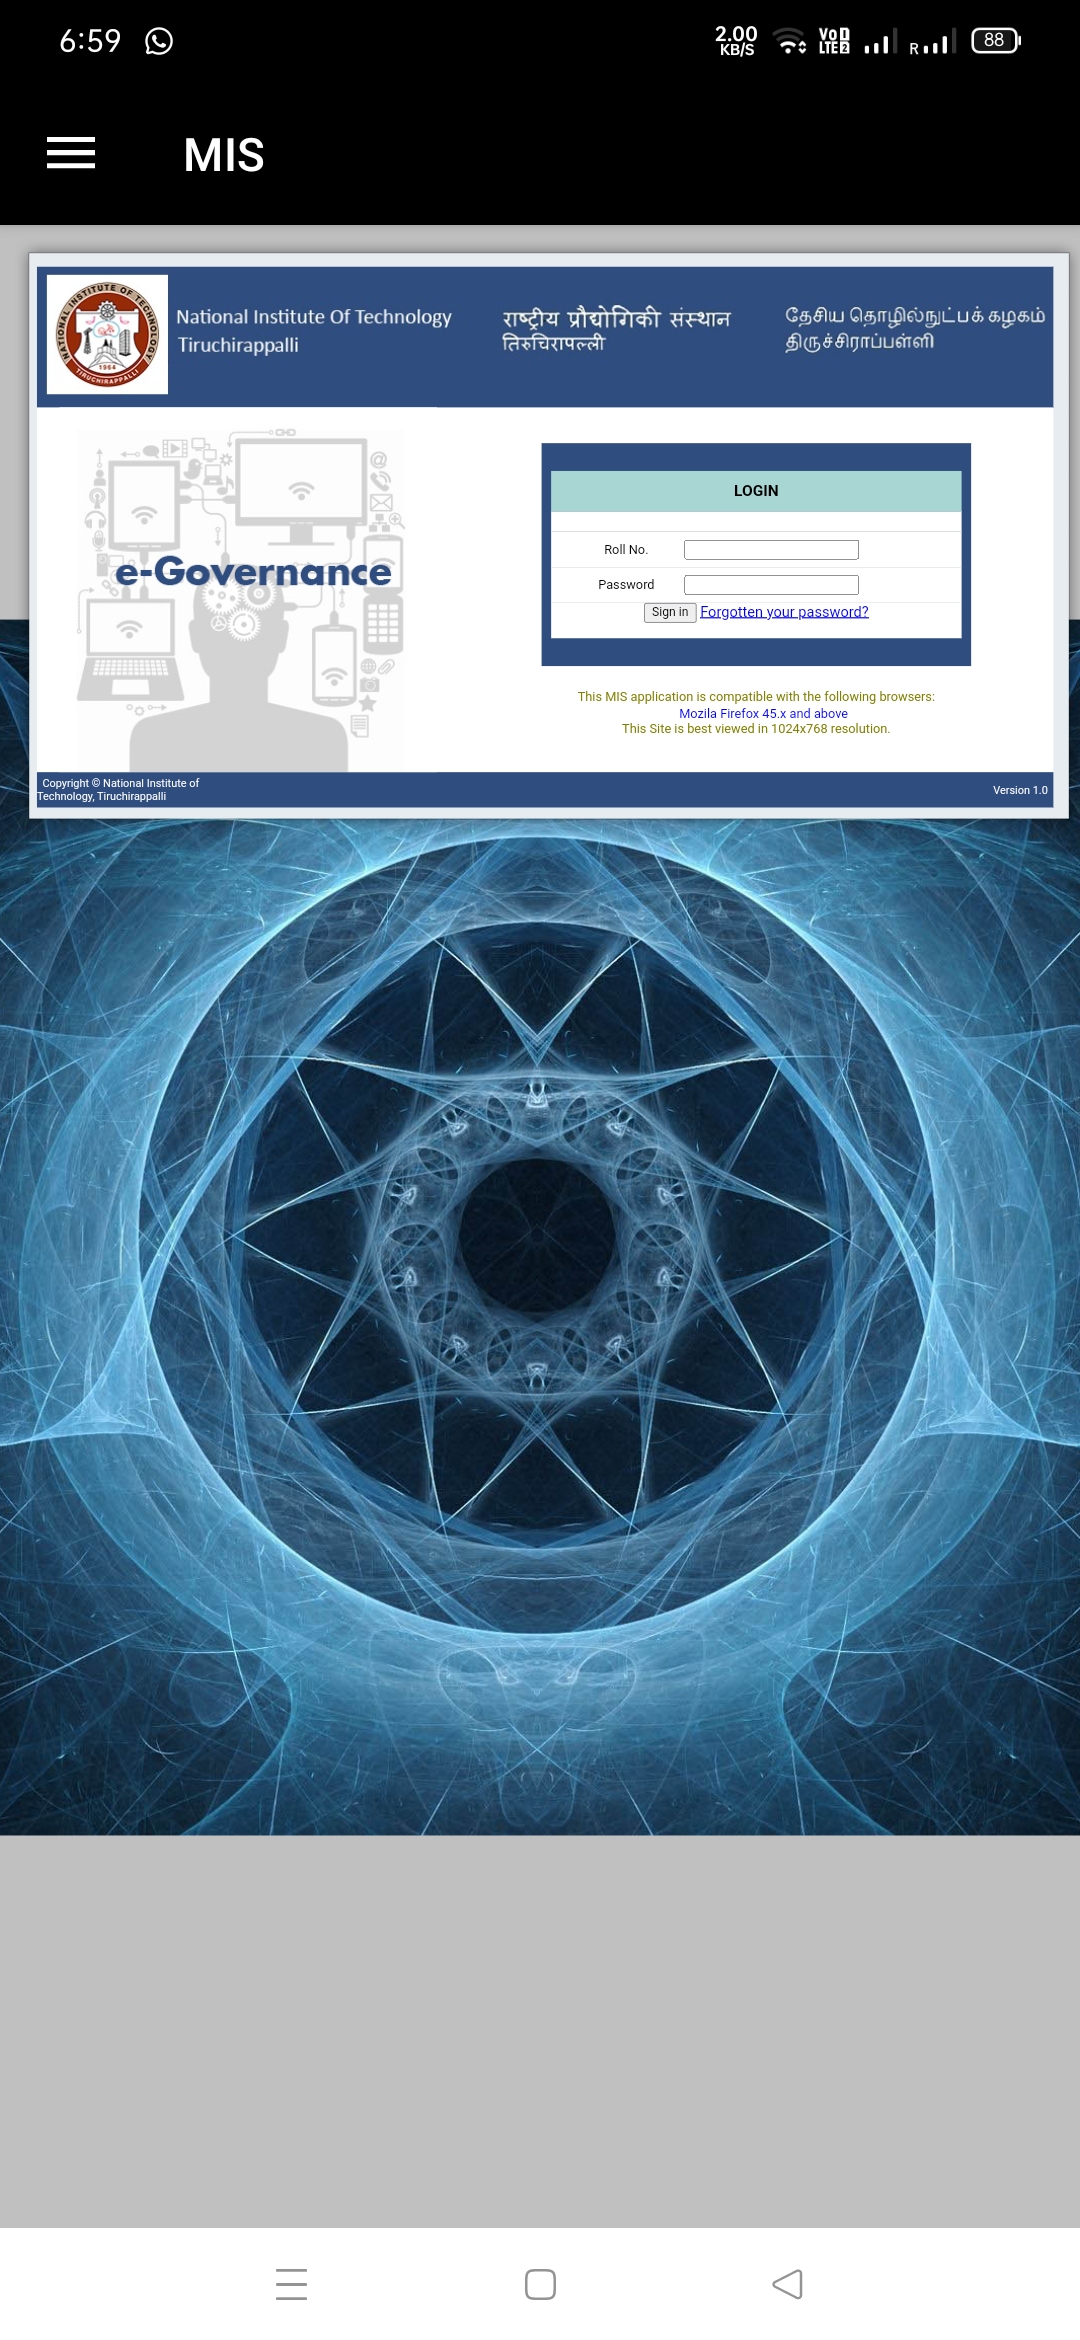 6:59
2.00
KB/S
VoD
LTE2
R
88
MIS
NATIONAL INSTITUTE OF TECHNOLOGY
1964
TIRUCHIRAPPALLI
National Institute Of Technology
Tiruchirappalli
राष्ट्रीय प्रौद्योगिकी संस्थान
तिरुचिरापल्ली
தேசிய தொழில்நுட்பக் கழகம்
திருச்சிராப்பள்ளி
e-Governance
LOGIN
Roll No.
Password
Sign in Forgotten your password?
This MIS application is compatible with the following browsers:
Mozila Firefox 45.x and above
This Site is best viewed in 1024x768 resolution.
Copyright © National Institute of
Technology, Tiruchirappalli
Version 1.0